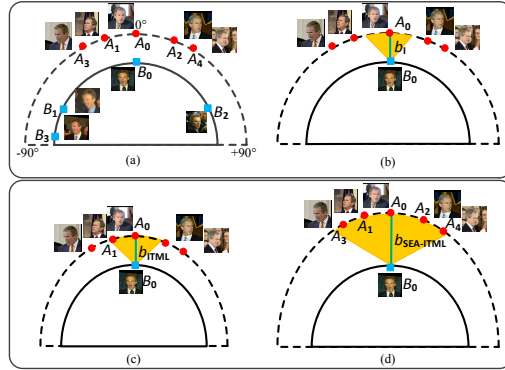 0°
A3 A1 A0 A2 A4
B0
B1 B2
B3
-90° +90°
(a)
A0
b1
B0
(b)
A0
A1
bITML
B0
(c)
A0
A1 A2
A3 A4
bSEA-ITML
B0
(d)